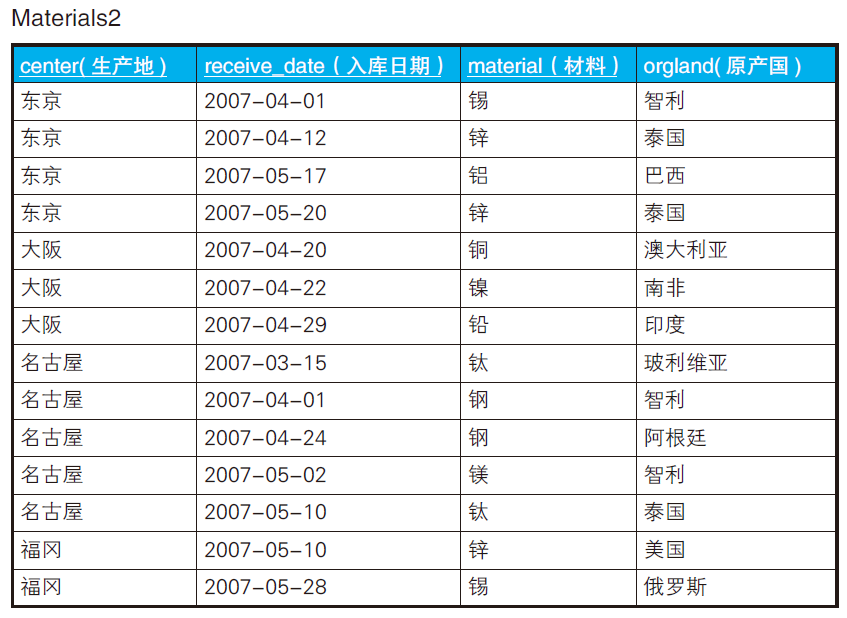 Materials2
center(生产地) receive_date(入库日期) material(材料) orgland(原产国)
东京 2007-04-01 锡 智利
东京 2007-04-12 锌 泰国
东京 2007-05-17 铝 巴西
东京 2007-05-20 锌 泰国
大阪 2007-04-20 铜 澳大利亚
大阪 2007-04-22 镍 南非
大阪 2007-04-29 铅 印度
名古屋 2007-03-15 钛 玻利维亚
名古屋 2007-04-01 钢 智利
名古屋 2007-04-24 钢 阿根廷
名古屋 2007-05-02 镁 智利
名古屋 2007-05-10 钛 泰国
福冈 2007-05-10 锌 美国
福冈 2007-05-28 锡 俄罗斯